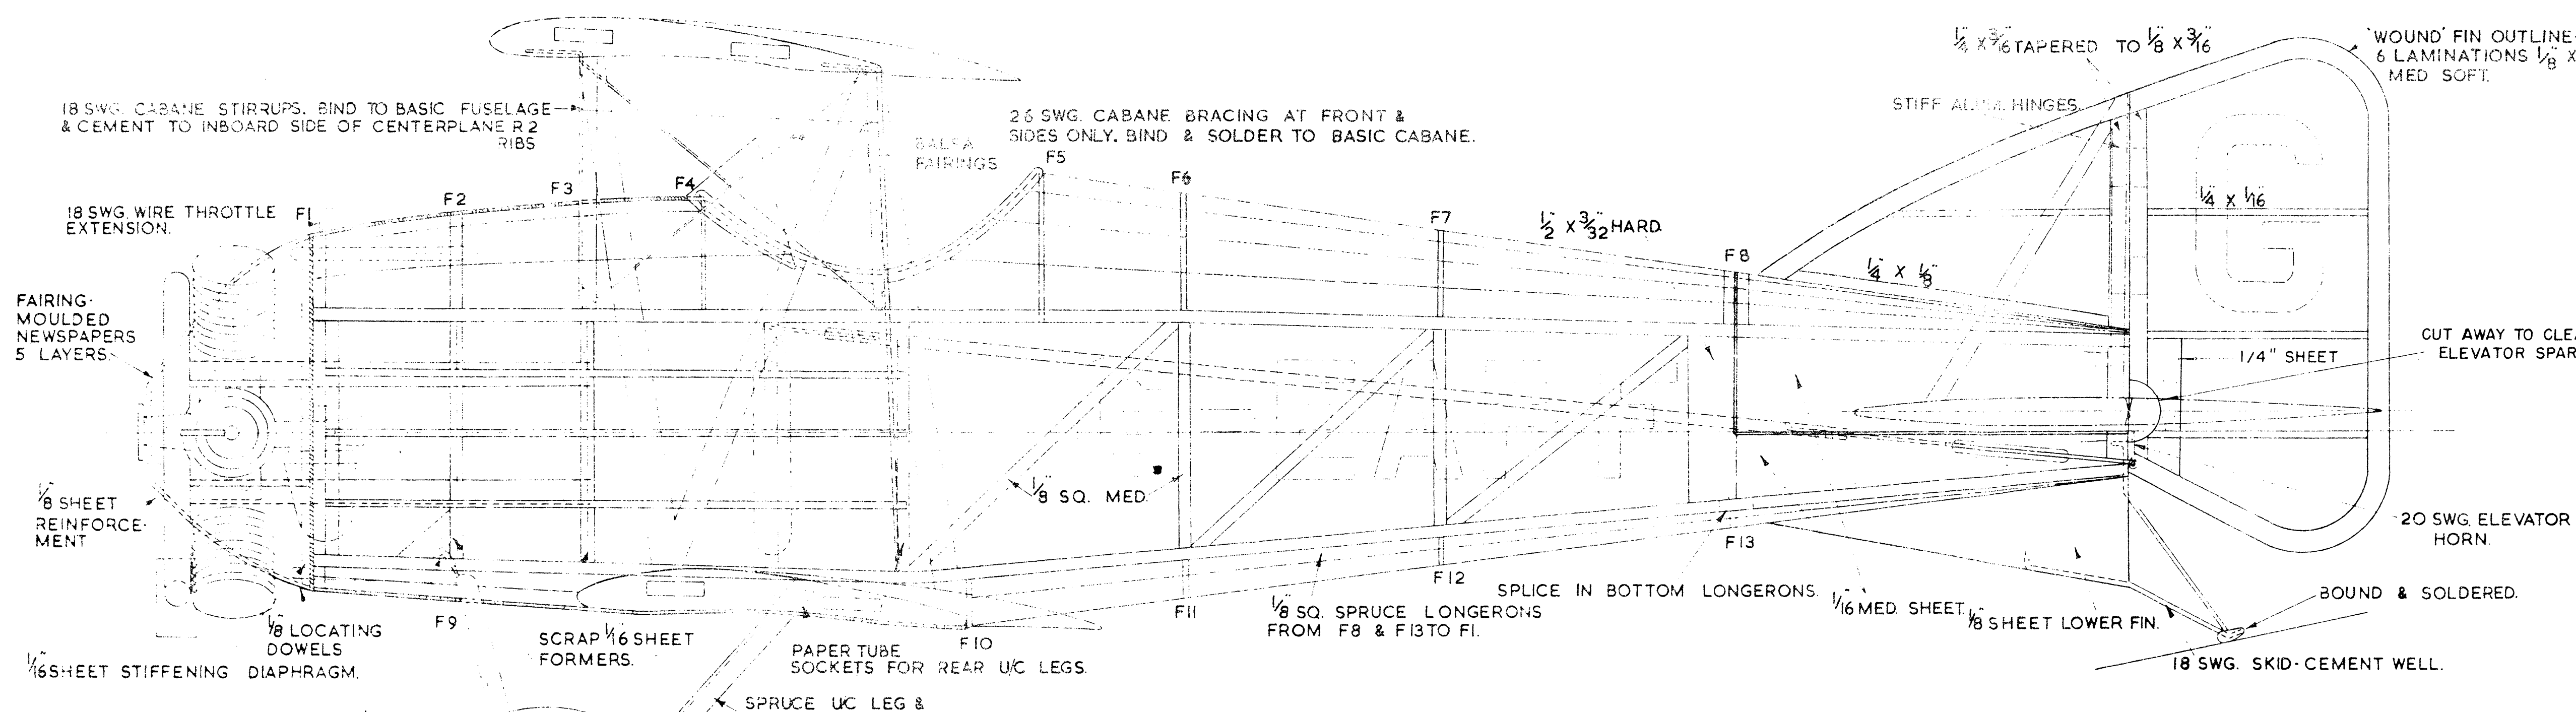 18 SWG. CABANE STIRRUPS. BIND TO BASIC FUSELAGE
& CEMENT TO INBOARD SIDE OF CENTERPLANE R2
RIBS
26 SWG. CABANE BRACING AT FRONT &
SIDES ONLY. BIND & SOLDER TO BASIC CABANE.
BALSA
FAIRINGS.
1/4" X 3/16" TAPERED TO 1/8" X 3/16"
'WOUND' FIN OUTLINE
6 LAMINATIONS 1/8" X
MED SOFT.
STIFF ALUM. HINGES.
18 SWG. WIRE THROTTLE
EXTENSION.
F1
F2
F3
F4
F5
F6
F7
F8
1/2" X 3/32" HARD.
1/4" X 1/8"
1/4" X 1/16"
G
FAIRING-
MOULDED
NEWSPAPERS
5 LAYERS.
CUT AWAY TO
ELEVATOR SPAR
1/4" SHEET
1/8" SHEET
REINFORCE-
MENT
1/8" SQ. MED.
20 SWG. ELEVATOR
HORN.
F9
F10
F11
F12
F13
1/8" LOCATING
DOWELS
1/16" SHEET STIFFENING DIAPHRAGM.
SCRAP 1/16" SHEET
FORMERS.
PAPER TUBE
SOCKETS FOR REAR U/C LEGS.
SPRUCE U/C LEG &
1/8" SQ. SPRUCE LONGERONS
FROM F8 & F13 TO F1.
SPLICE IN BOTTOM LONGERONS.
1/16" MED. SHEET.
1/8" SHEET LOWER FIN.
BOUND & SOLDERED.
18 SWG. SKID-CEMENT WELL.